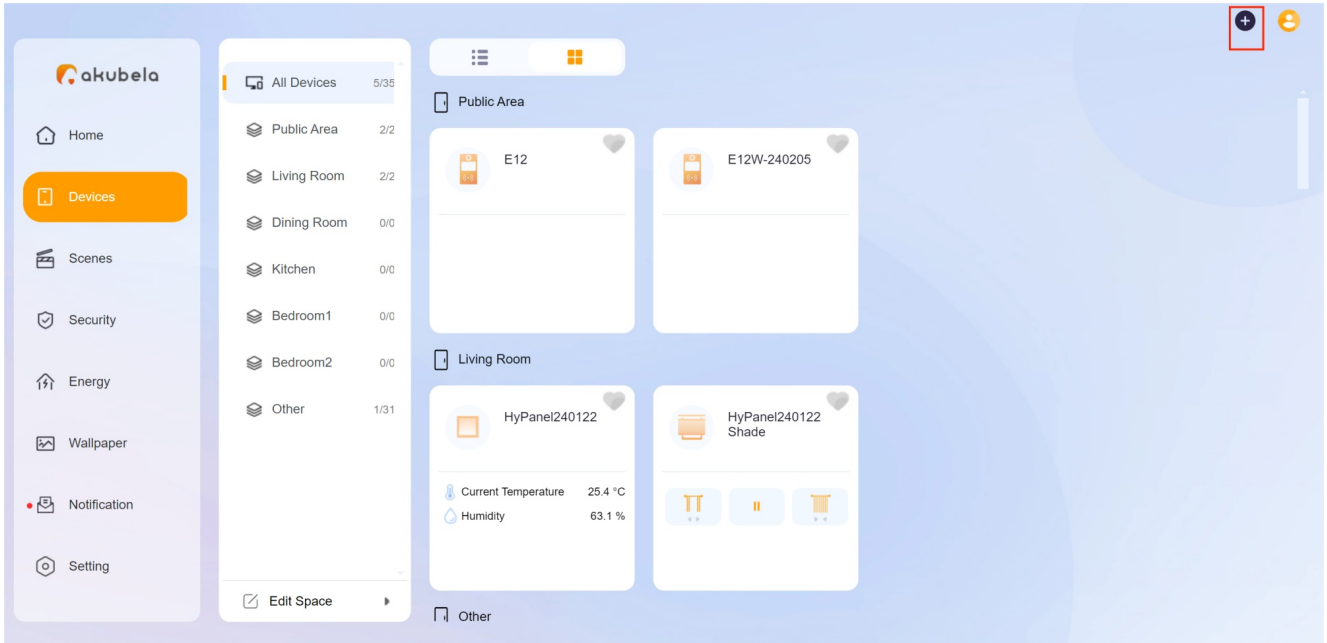 akubela
Home
Devices
Scenes
Security
Energy
Wallpaper
Notification
Setting
All Devices 5/35
Public Area 2/2
Living Room 2/2
Dining Room 0/0
Kitchen 0/0
Bedroom1 0/0
Bedroom2 0/0
Other 1/31
Edit Space
Public Area
E12
E12W-240205
Living Room
HyPanel240122
Current Temperature 25.4 °C
Humidity 63.1 %
HyPanel240122
Shade
Other